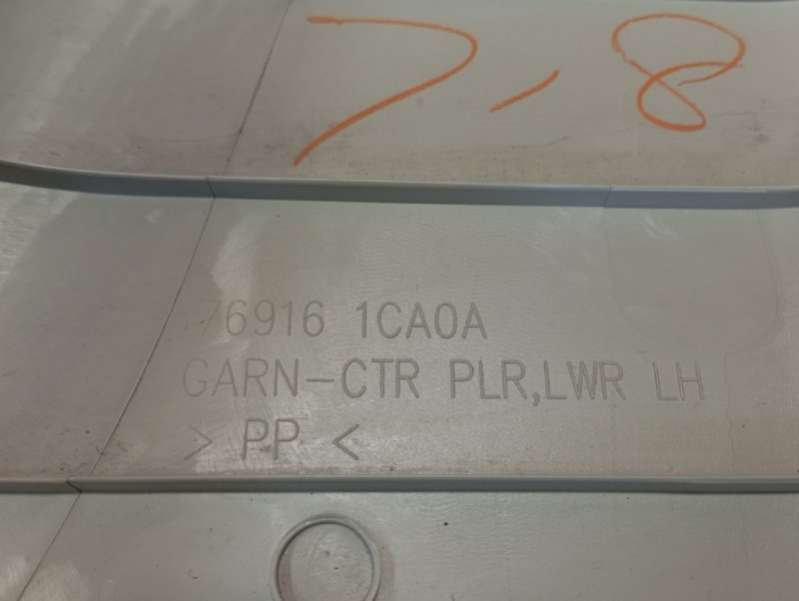 7,8
76916 1CA0A
GARN-CTR PLR,LWR LH
> PP <